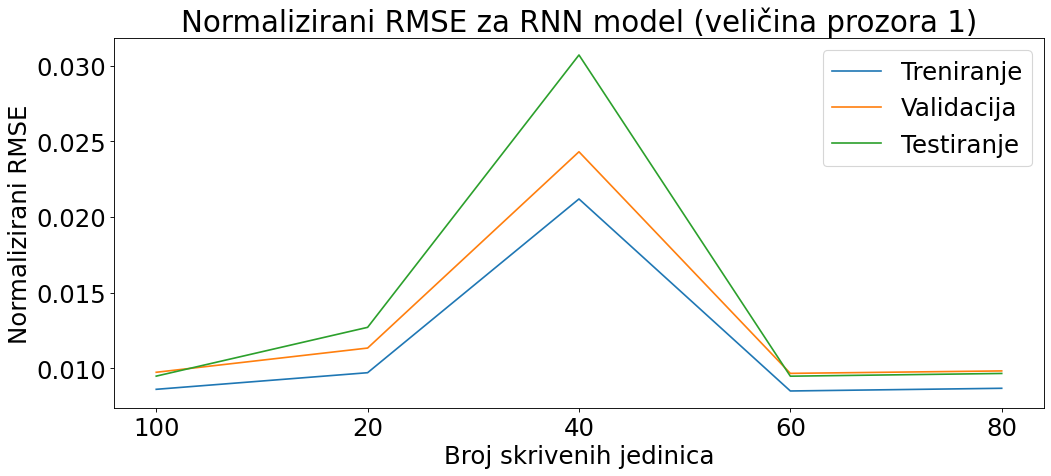 Normalizirani RMSE za RNN model (veličina prozora 1)
Treniranje
Validacija
Testiranje
Normalizirani RMSE
0.030
0.025
0.020
0.015
0.010
100 20 40 60 80
Broj skrivenih jedinica